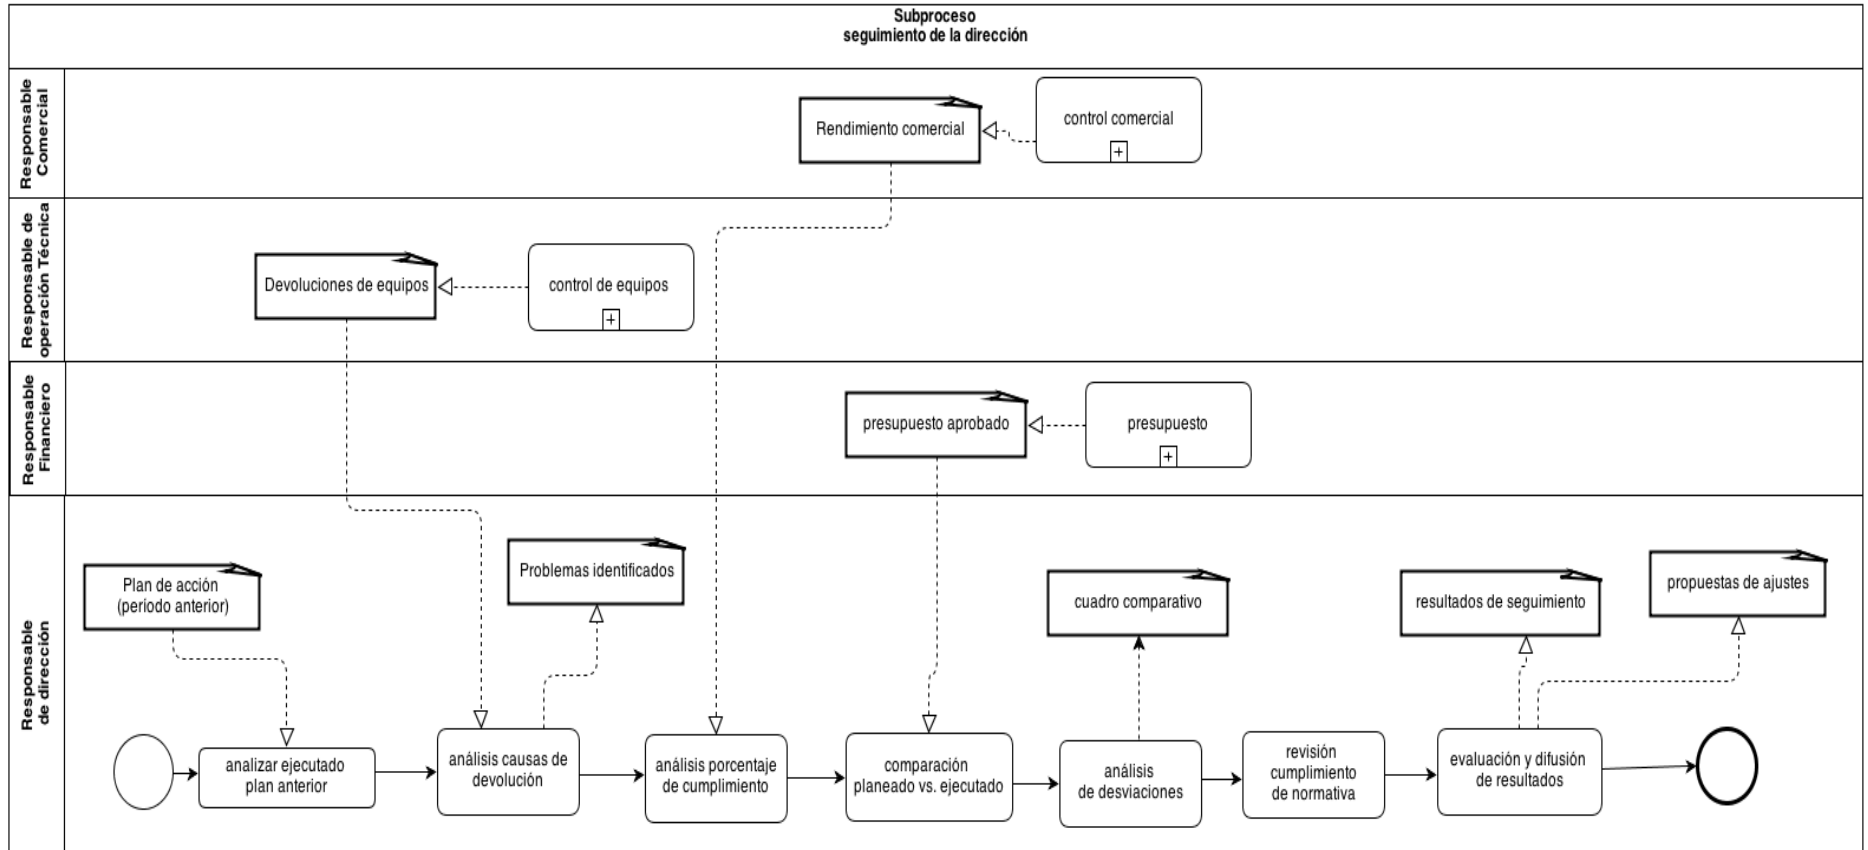 Subproceso
seguimiento de la dirección
Responsable
Comercial
Rendimiento comercial
control comercial
+
Responsable de
operación Técnica
Devoluciones de equipos
control de equipos
+
Responsable
Financiero
presupuesto aprobado
presupuesto
+
Responsable
de dirección
Plan de acción
(periodo anterior)
Problemas identificados
cuadro comparativo
resultados de seguimiento
propuestas de ajustes
analizar ejecutado
plan anterior
análisis causas de
devolución
análisis porcentaje
de cumplimiento
comparación
planeado vs. ejecutado
análisis
de desviaciones
revisión
cumplimiento
de normativa
evaluación y difusión
de resultados